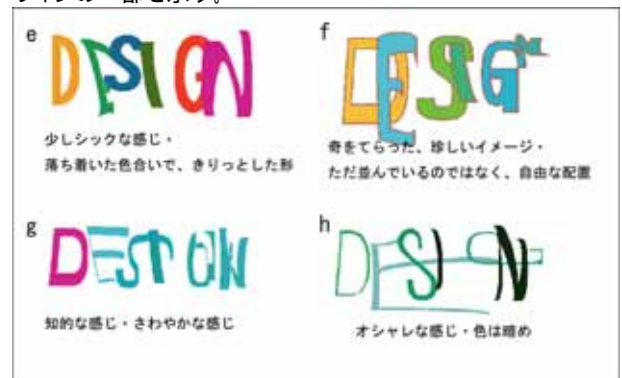 e
DESIGN
少しシックな感じ・
落ち着いた色合いで、きりっとした形
f
DESIGN
奇をてらった、珍しいイメージ・
ただ並んでいるのではなく、自由な配置
g
DESIGN
知的な感じ・さわやかな感じ
h
DESIGN
オシャレな感じ・色は暗め